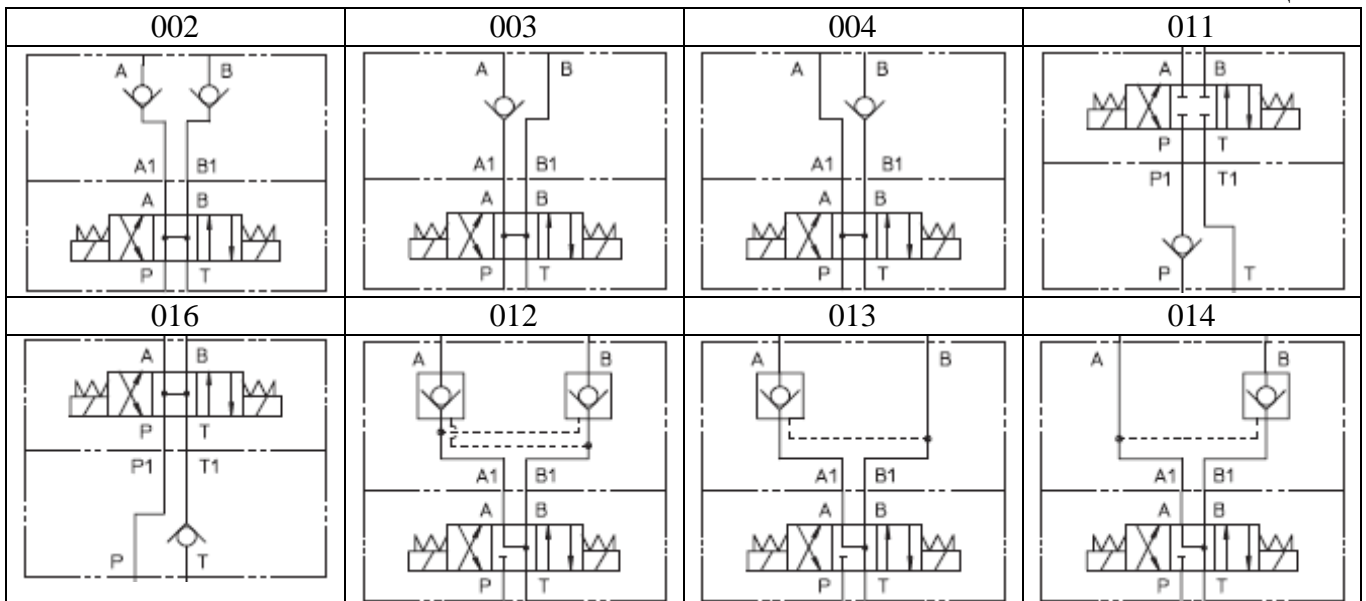 002 003 004 011
A B A B A B A B
P T
A1 B1 A1 B1 A1 B1 P1 T1
A B A B A B
P T P T P T P T
016 012 013 014
A B A B A B A B
P T
P1 T1 A1 B1 A1 B1 A1 B1
A B A B A B
P T P T P T P T